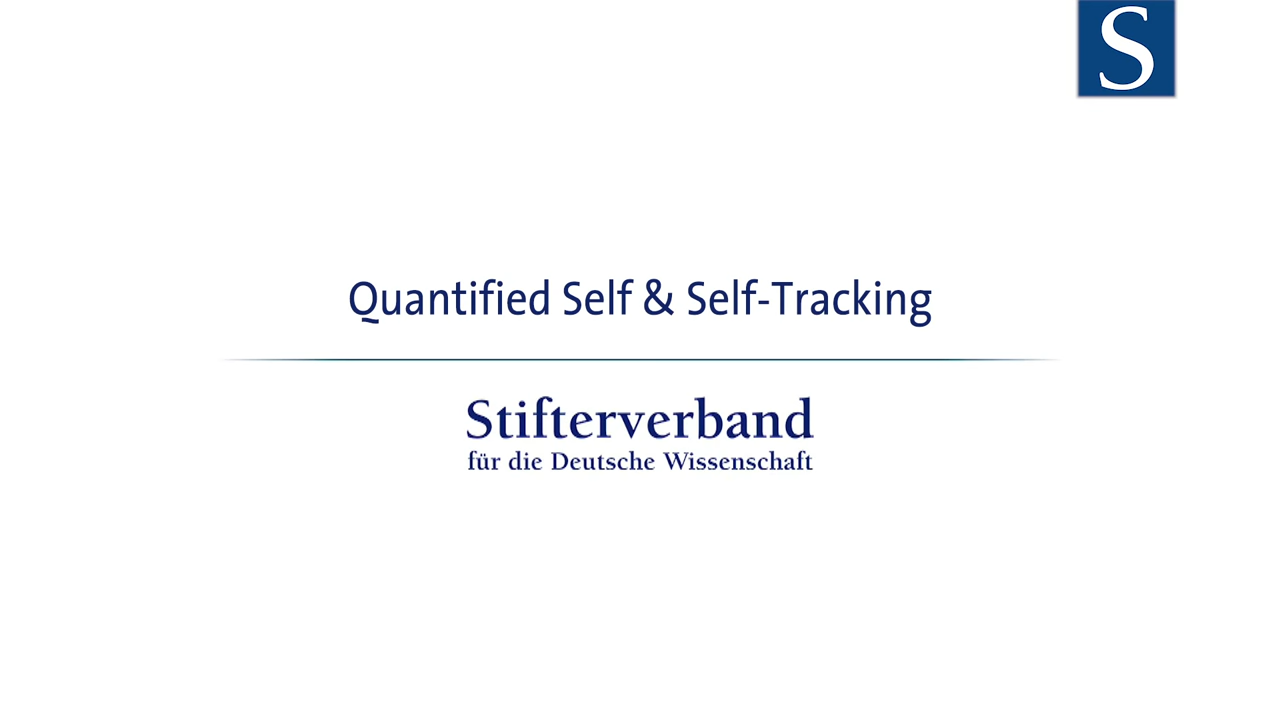 S
Quantified Self & Self-Tracking
Stifterverband
für die Deutsche Wissenschaft